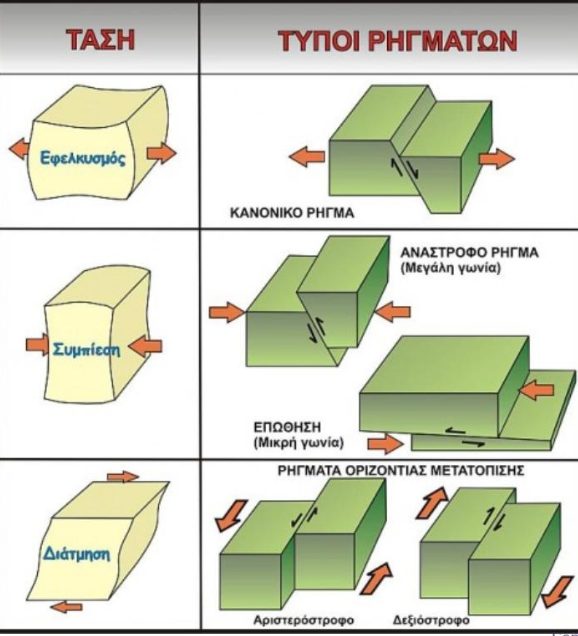 ΤΑΣΗ
ΤΥΠΟΙ ΡΗΓΜΑΤΩΝ
Εφελκυσμός
ΚΑΝΟΝΙΚΟ ΡΗΓΜΑ
ΑΝΑΣΤΡΟΦΟ ΡΗΓΜΑ
(Μεγάλη γωνία)
Συμπίεση
ΕΠΩΘΗΣΗ
(Μικρή γωνία)
ΡΗΓΜΑΤΑ ΟΡΙΖΟΝΤΙΑΣ ΜΕΤΑΤΟΠΙΣΗΣ
Διάτμηση
Αριστερόστροφο
Δεξιόστροφο